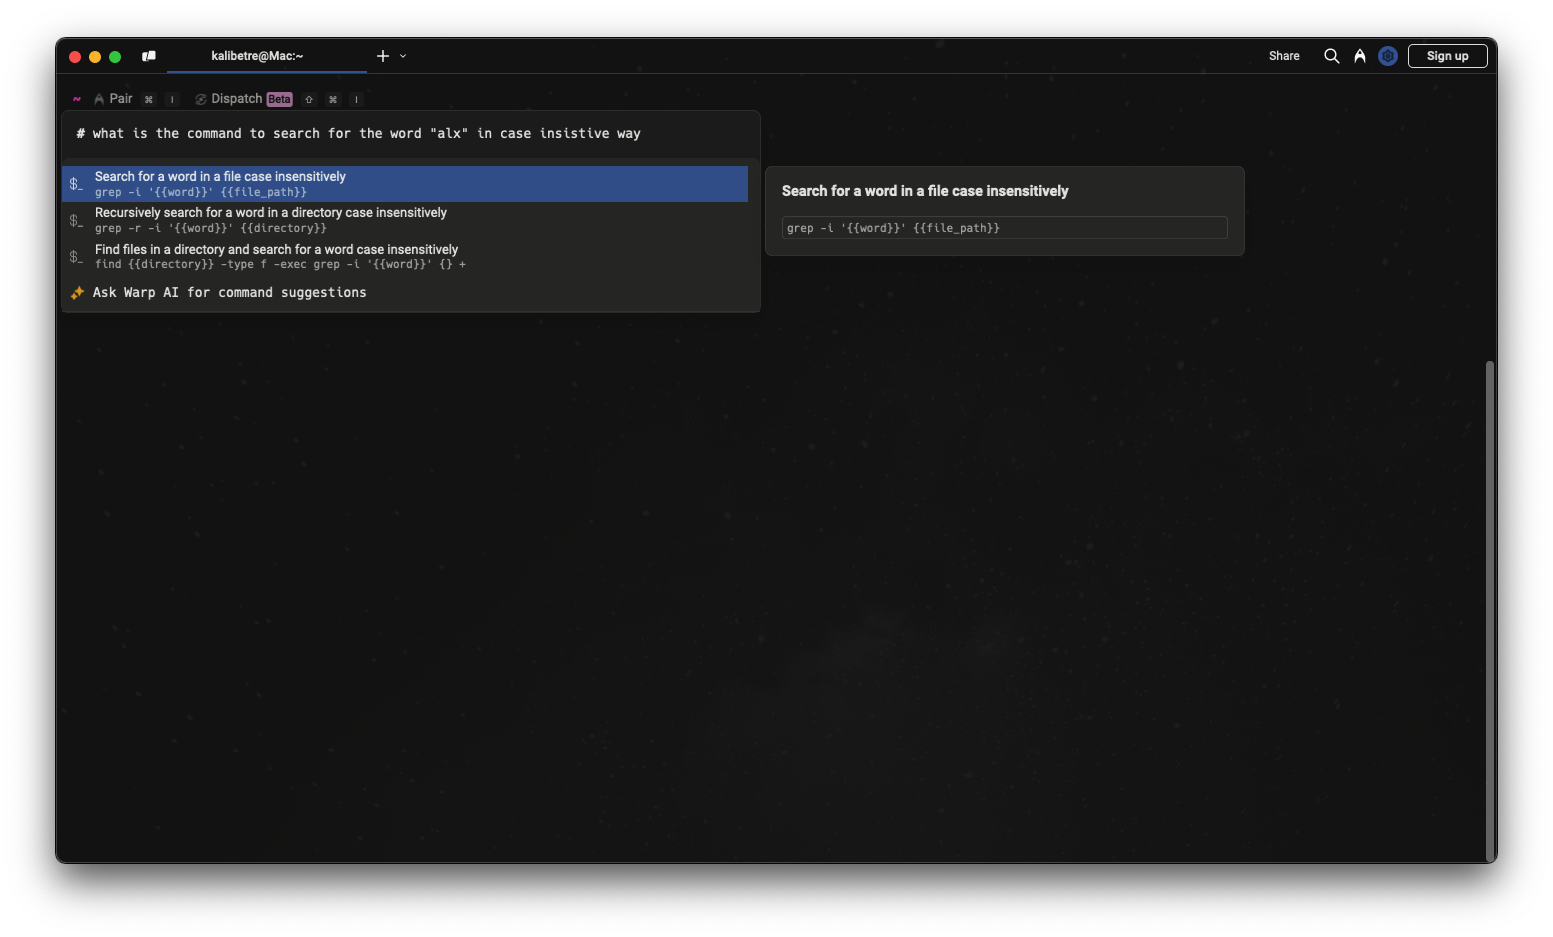 kalibetre@Mac:~
Share
Sign up
~ Pair ⌘ I Dispatch Beta ⇧ ⌘ I
# what is the command to search for the word "alx" in case insistive way
$_ Search for a word in a file case insensitively
grep -i '{{word}}' {{file_path}}
$_ Recursively search for a word in a directory case insensitively
grep -r -i '{{word}}' {{directory}}
$_ Find files in a directory and search for a word case insensitively
find {{directory}} -type f -exec grep -i '{{word}}' {} +
Ask Warp AI for command suggestions
Search for a word in a file case insensitively
grep -i '{{word}}' {{file_path}}